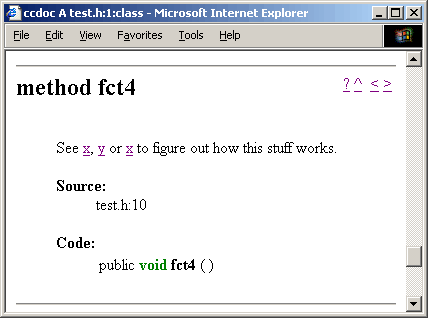 ccdoc A test.h:1:class - Microsoft Internet Explorer
File Edit View Favorites Tools Help
method fct4 ? ^ < >
See x, y or x to figure out how this stuff works.
Source:
test.h:10
Code:
public void fct4 ( )